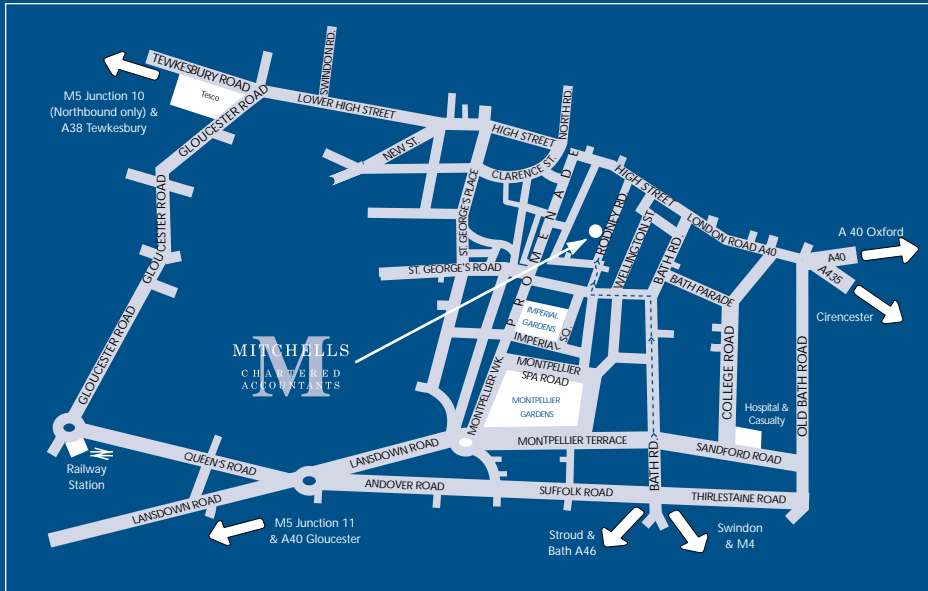 TEWKESBURY ROAD
SWINDON RD.
M5 Junction 10
(Northbound only) &
A38 Tewkesbury
Tesco
LOWER HIGH STREET
GLOUCESTER ROAD
NEW ST.
HIGH STREET
NORTH RD.
CLARENCE ST.
PROMENADE
HIGH STREET
GLOUCESTER ROAD
ST. GEORGE'S PLACE
RODNEY RD.
WELLINGTON ST.
BATH RD.
LONDON ROAD A40
A 40 Oxford
A40
A435
ST. GEORGE'S ROAD
BATH PARADE
Cirencester
GLOUCESTER ROAD
IMPERIAL
GARDENS
IMPERIAL SQ.
M
MITCHELLS
CHARTERED
ACCOUNTANTS
MONTPELLIER WK.
MONTPELLIER
SPA ROAD
MONTPELLIER
GARDENS
COLLEGE ROAD
OLD BATH ROAD
Hospital &
Casualty
Railway
Station
QUEEN'S ROAD
LANSDOWN ROAD
MONTPELLIER TERRACE
SANDFORD ROAD
BATH RD.
LANSDOWN ROAD
ANDOVER ROAD
SUFFOLK ROAD
THIRLESTAINE ROAD
M5 Junction 11
& A40 Gloucester
Stroud &
Bath A46
Swindon
& M4